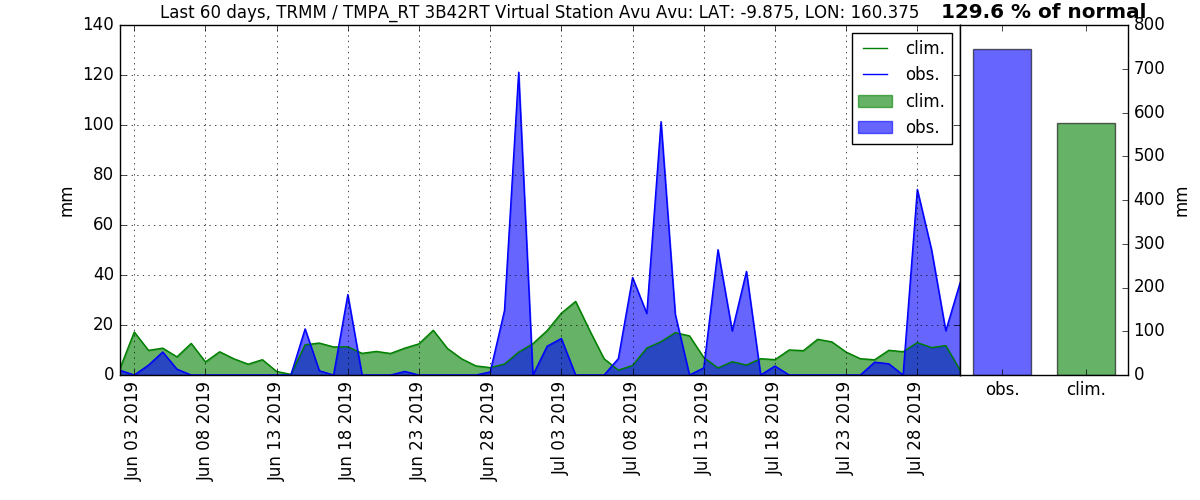 Last 60 days, TRMM / TMPA_RT 3B42RT Virtual Station Avu Avu: LAT: -9.875, LON: 160.375
129.6 % of normal
mm
140
120
100
80
60
40
20
0
clim.
obs.
clim.
obs.
800
700
600
500
400
300
200
100
0
mm
Jun 03 2019
Jun 08 2019
Jun 13 2019
Jun 18 2019
Jun 23 2019
Jun 28 2019
Jul 03 2019
Jul 08 2019
Jul 13 2019
Jul 18 2019
Jul 23 2019
Jul 28 2019
obs.
clim.